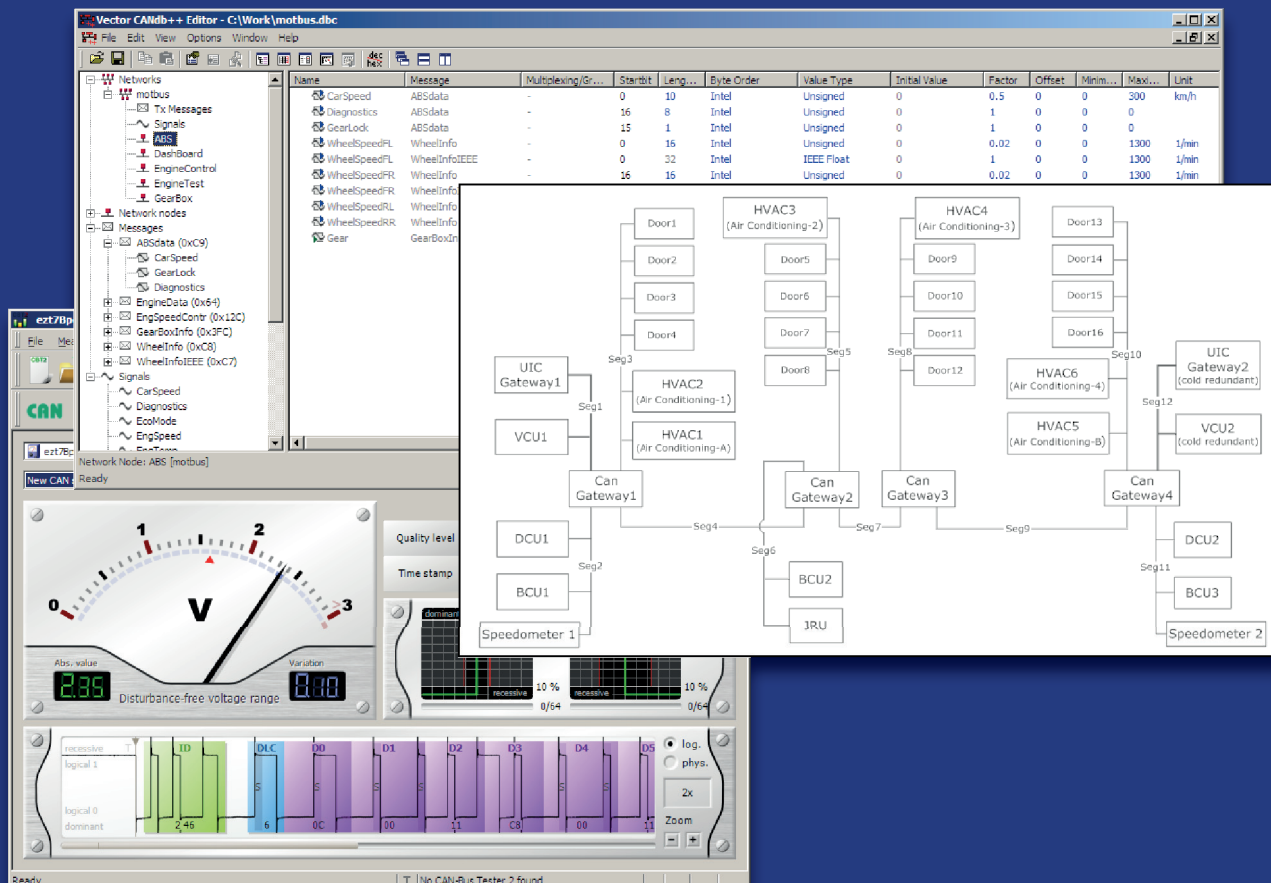 Vector CANdb++ Editor - C:\Work\motbus.dbc
File Edit View Options Window Help
dec
hex
Networks
motbus
Tx Messages
Signals
ABS
DashBoard
EngineControl
EngineTest
GearBox
Network nodes
Messages
ABSdata (0xC9)
CarSpeed
GearLock
Diagnostics
EngineData (0x64)
EngSpeedContr (0x12C)
GearBoxInfo (0x3FC)
WheelInfo (0xC8)
WheelInfoIEEE (0xC7)
Signals
CarSpeed
Diagnostics
EcoMode
EngSpeed
EngTemp
Name Message Multiplexing/Gr... Startbit Leng... Byte Order Value Type Initial Value Factor Offset Minim... Maxi... Unit
CarSpeed ABSdata - 0 10 Intel Unsigned 0 0.5 0 0 300 km/h
Diagnostics ABSdata - 16 8 Intel Unsigned 0 1 0 0 0
GearLock ABSdata - 15 1 Intel Unsigned 0 1 0 0 0
WheelSpeedFL WheelInfo - 0 16 Intel Unsigned 0 0.02 0 0 1300 1/min
WheelSpeedFL WheelInfoIEEE - 0 32 Intel IEEE Float 0 1 0 0 1300 1/min
WheelSpeedFR WheelInfo - 16 16 Intel Unsigned 0 0.02 0 0 1300 1/min
WheelSpeedFR WheelInfo
WheelSpeedRL WheelInfo
WheelSpeedRR WheelInfo
Gear GearBoxIn
Network Node: ABS [motbus]
Ready
Door1
Door2
Door3
Door4
Seg3
UIC
Gateway1
Seg1
VCU1
HVAC2
(Air Conditioning-1)
HVAC1
(Air Conditioning-A)
Can
Gateway1
DCU1
Seg2
BCU1
Speedometer 1
Seg4
HVAC3
(Air Conditioning-2)
Door5
Door6
Door7
Seg5
Door8
Can
Gateway2
Seg6
BCU2
JRU
Seg7
HVAC4
(Air Conditioning-3)
Door9
Door10
Door11
Seg8
Door12
Can
Gateway3
Seg9
Door13
Door14
Door15
Door16
Seg10
HVAC6
(Air Conditioning-4)
HVAC5
(Air Conditioning-B)
UIC
Gateway2
(cold redundant)
Seg12
VCU2
(cold redundant)
Can
Gateway4
DCU2
Seg11
BCU3
Speedometer 2
ezt7Bp
File Mea
CBT2
CAN
ezt7Bp
New CAN
0 1 2 >3
V
Abs. value
2.35
Disturbance-free voltage range
Variation
0.10
Quality level
Time stamp
dominant
recessive
10 %
0/64
recessive
10 %
0/64
recessive T
logical 1
logical 0
dominant
ID DLC D0 D1 D2 D3 D4 D5
S S S S S S
2 46 6 0C 00 11 C8 00 11
log.
phys.
2x
Zoom
- +
Ready
T No CAN-Bus Tester 2 found